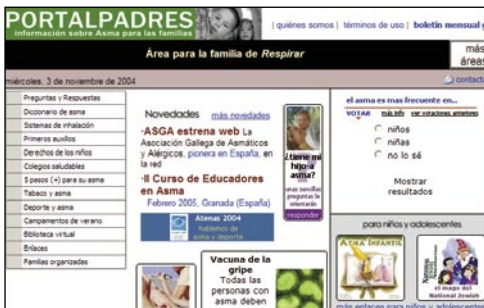 PORTALPADRES
información sobre Asma para las familias
| quiénes somos | términos de uso | boletín mensual g
Área para la familia de Respirar
más
áreas
miércoles, 3 de noviembre de 2004
contacta
Preguntas y Respuestas
Diccionario de asma
Sistemas de inhalación
Primeros auxilios
Derechos de los niños
Colegios saludables
5 pasos (+) para su asma
Tabaco y asma
Deporte y asma
Campamentos de verano
Biblioteca virtual
Enlaces
Familias organizadas
Novedades más novedades
·ASGA estrena web La
Asociación Gallega de Asmáticos
y Alérgicos, pionera en España, en
la red
·II Curso de Educadores
en Asma
Febrero 2005, Granada (España)
Atenas 2004
hablemos de
asma y deporte
¿tiene mi
hijo-a
asma?
unas sencillas
preguntas le
orientarán
responder
Vacuna de la
gripe
Todas las
personas con
asma deben
el asma es mas frecuente en...
VOTAR más info ver votaciones anteriores
niños
niñas
no lo sé
Mostrar
resultados
para niños y adolescentes
ASMA INFANTIL
el mago del
National Jewish
más enlaces para niños y adolescentes